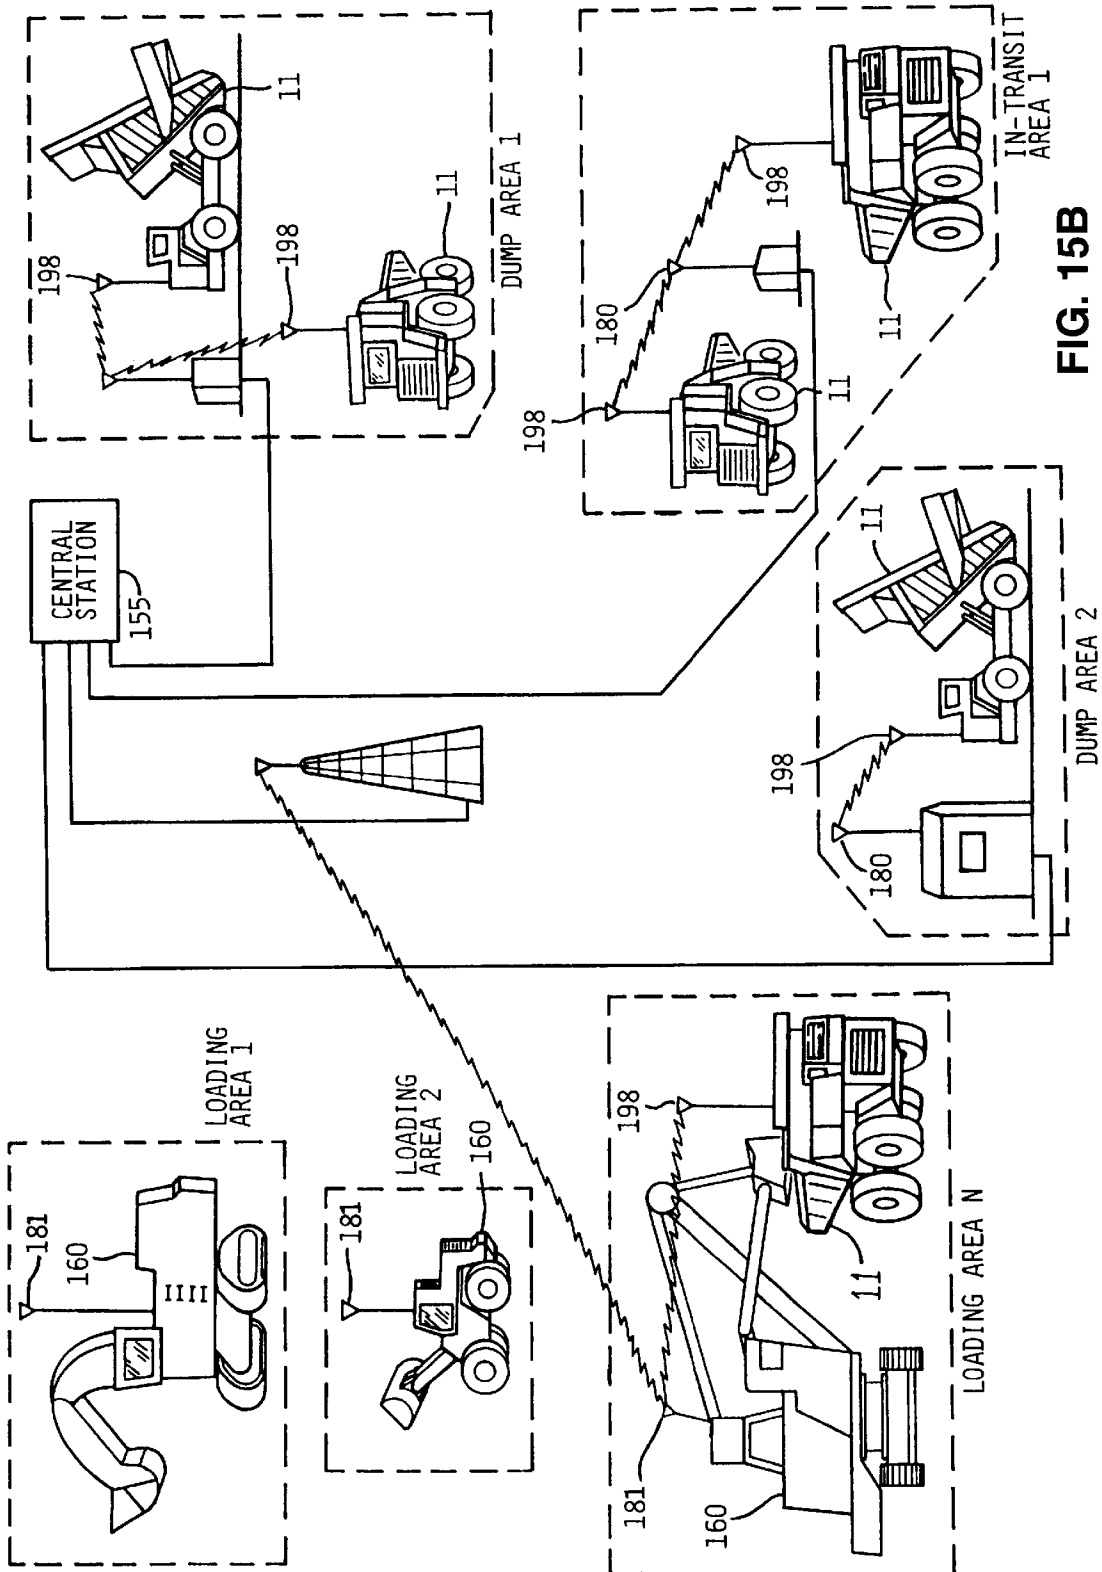 LOADING
AREA 1
181
160
LOADING
AREA 2
181
160
CENTRAL
STATION
155
198
11
198
11
DUMP AREA 1
181
160
198
11
LOADING AREA N
180
198
11
DUMP AREA 2
198
180
198
11
11
IN-TRANSIT
AREA 1
FIG. 15B